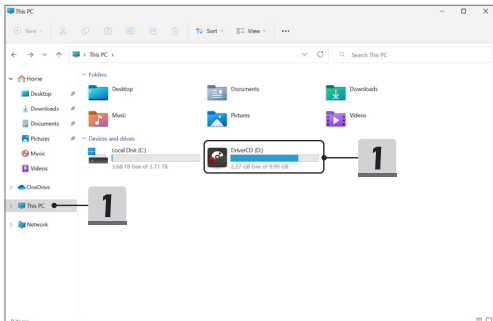 This PC
New
Sort
View
This PC
Search This PC
Home
Desktop
Downloads
Documents
Pictures
Music
Videos
OneDrive
This PC
Network
Folders
Desktop
Documents
Downloads
Music
Pictures
Videos
Devices and drives
Local Disk (C:)
3.68 TB free of 3.71 TB
DriverCD (D:)
2.27 GB free of 9.99 GB
1
1